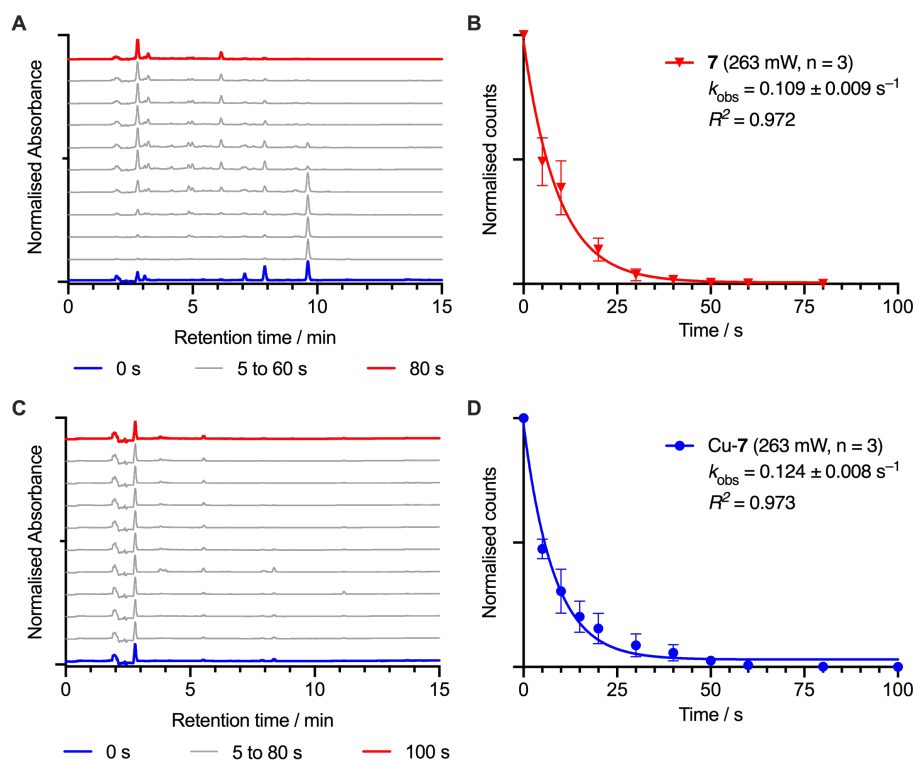 A
Normalised Absorbance
0 5 10 15
Retention time / min
0 s 5 to 60 s 80 s
B
Normalised counts
7 (263 mW, n = 3)
kobs = 0.109 ± 0.009 s–1
R2 = 0.972
0 25 50 75 100
Time / s
C
Normalised Absorbance
0 5 10 15
Retention time / min
0 s 5 to 80 s 100 s
D
Normalised counts
Cu-7 (263 mW, n = 3)
kobs = 0.124 ± 0.008 s–1
R2 = 0.973
0 25 50 75 100
Time / s